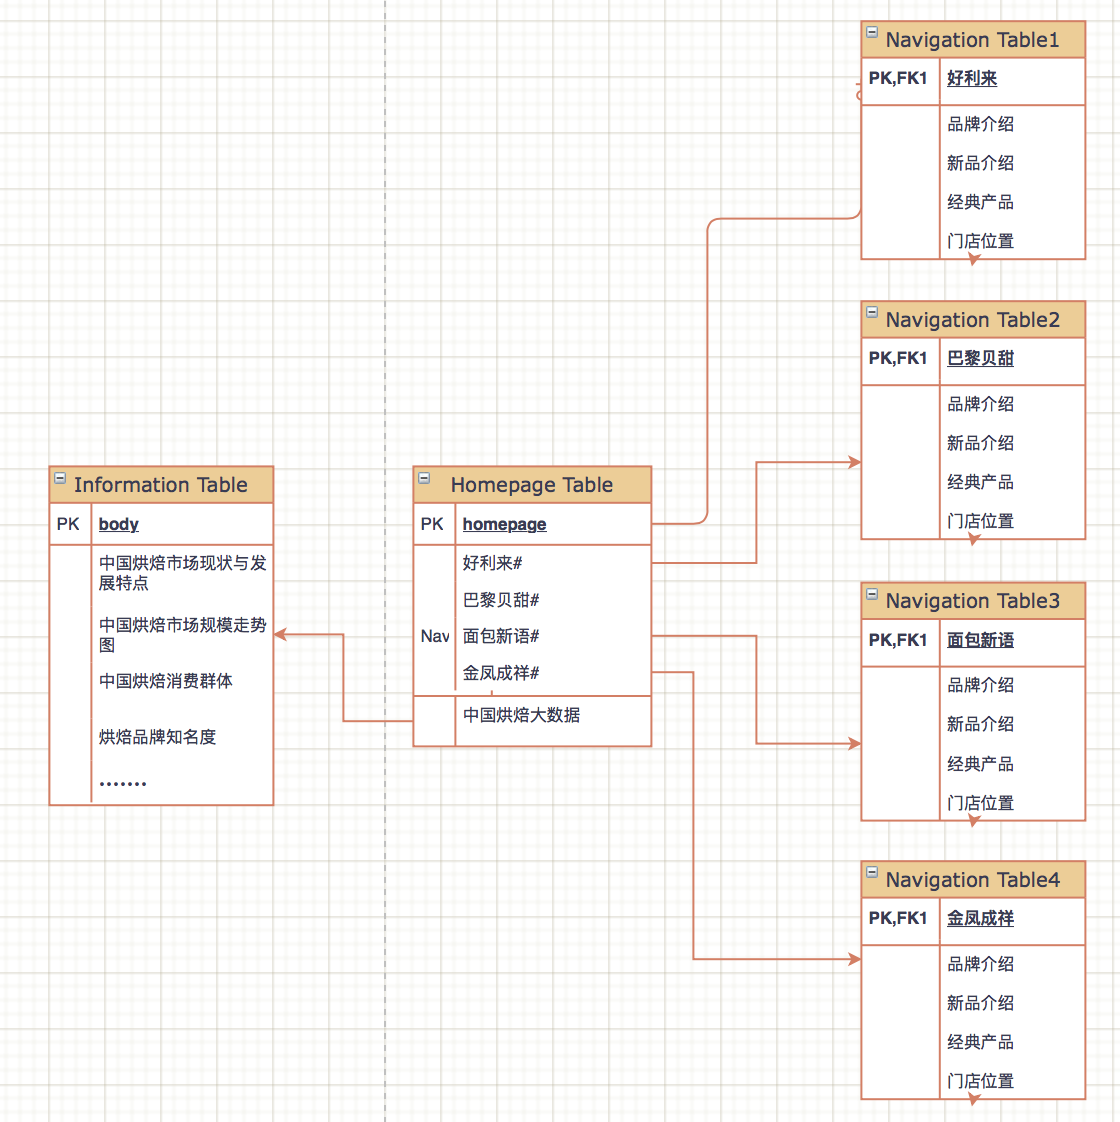 Navigation Table1
PK,FK1 好利来
品牌介绍
新品介绍
经典产品
门店位置
Navigation Table2
PK,FK1 巴黎贝甜
品牌介绍
新品介绍
经典产品
门店位置
Information Table
PK body
中国烘焙市场现状与发
展特点
中国烘焙市场规模走势
图
中国烘焙消费群体
烘焙品牌知名度
·······
Homepage Table
PK homepage
好利来#
巴黎贝甜#
Nav 面包新语#
金凤成祥#
中国烘焙大数据
Navigation Table3
PK,FK1 面包新语
品牌介绍
新品介绍
经典产品
门店位置
Navigation Table4
PK,FK1 金凤成祥
品牌介绍
新品介绍
经典产品
门店位置